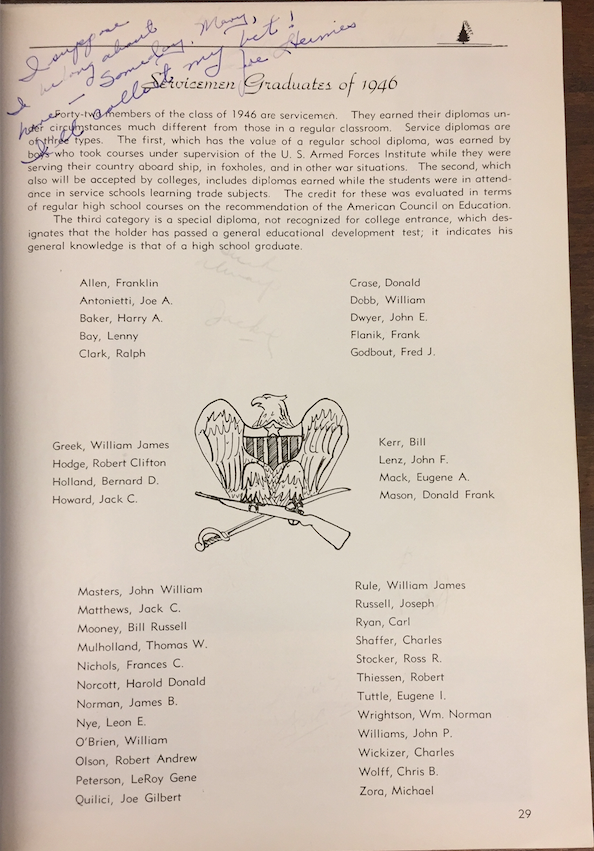 I suppose
I belong about
here — Someday, Mary,
I'll collect my bet!
Joe Hermies
Servicemen Graduates of 1946
Forty-two members of the class of 1946 are servicemen. They earned their diplomas un-
der circumstances much different from those in a regular classroom. Service diplomas are
of three types. The first, which has the value of a regular school diploma, was earned by
boys who took courses under supervision of the U. S. Armed Forces Institute while they were
serving their country aboard ship, in foxholes, and in other war situations. The second, which
also will be accepted by colleges, includes diplomas earned while the students were in attend-
ance in service schools learning trade subjects. The credit for these was evaluated in terms
of regular high school courses on the recommendation of the American Council on Education.
The third category is a special diploma, not recognized for college entrance, which des-
ignates that the holder has passed a general educational development test; it indicates his
general knowledge is that of a high school graduate.
Allen, Franklin
Antonietti, Joe A.
Baker, Harry A.
Bay, Lenny
Clark, Ralph
Crase, Donald
Dobb, William
Dwyer, John E.
Flanik, Frank
Godbout, Fred J.
Greek, William James
Hodge, Robert Clifton
Holland, Bernard D.
Howard, Jack C.
Kerr, Bill
Lenz, John F.
Mack, Eugene A.
Mason, Donald Frank
Masters, John William
Matthews, Jack C.
Mooney, Bill Russell
Mulholland, Thomas W.
Nichols, Frances C.
Norcott, Harold Donald
Norman, James B.
Nye, Leon E.
O'Brien, William
Olson, Robert Andrew
Peterson, LeRoy Gene
Quilici, Joe Gilbert
Rule, William James
Russell, Joseph
Ryan, Carl
Shaffer, Charles
Stocker, Ross R.
Thiessen, Robert
Tuttle, Eugene I.
Wrightson, Wm. Norman
Williams, John P.
Wickizer, Charles
Wolff, Chris B.
Zora, Michael
29